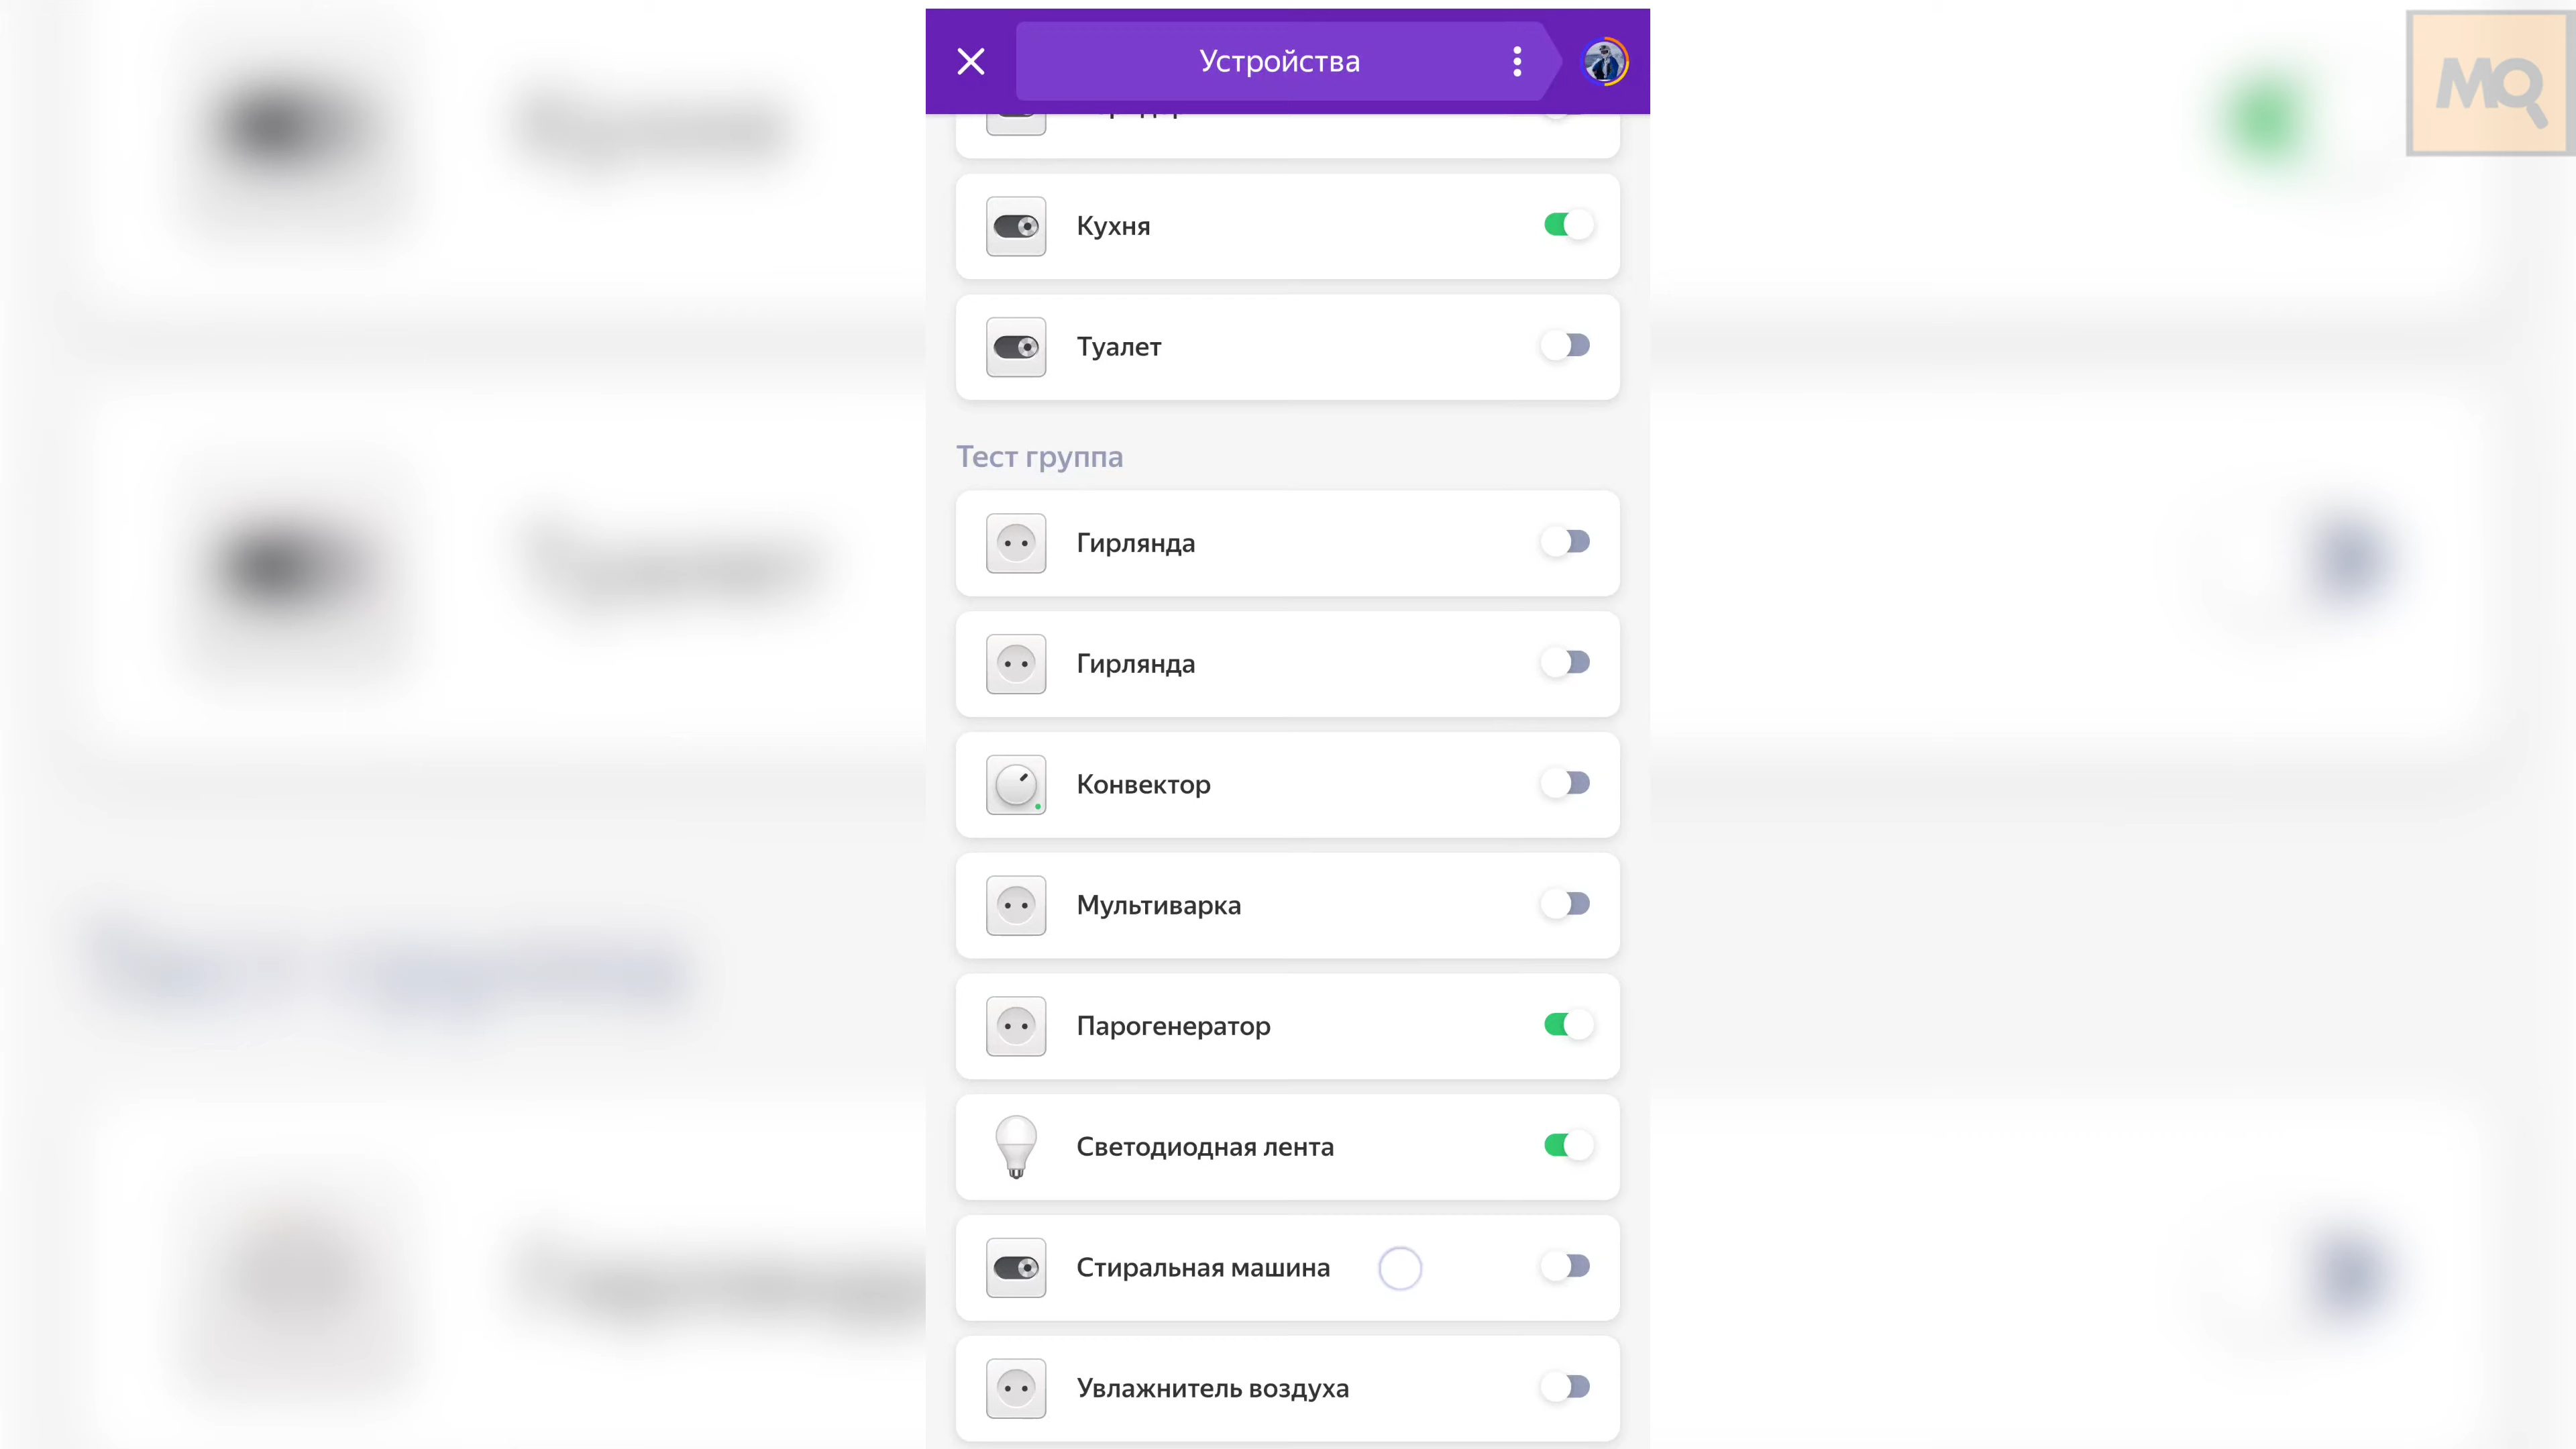 Устройства
MQ
Кухня
Туалет
Тест группа
Гирлянда
Гирлянда
Конвектор
Мультиварка
Парогенератор
Светодиодная лента
Стиральная машина
Увлажнитель воздуха